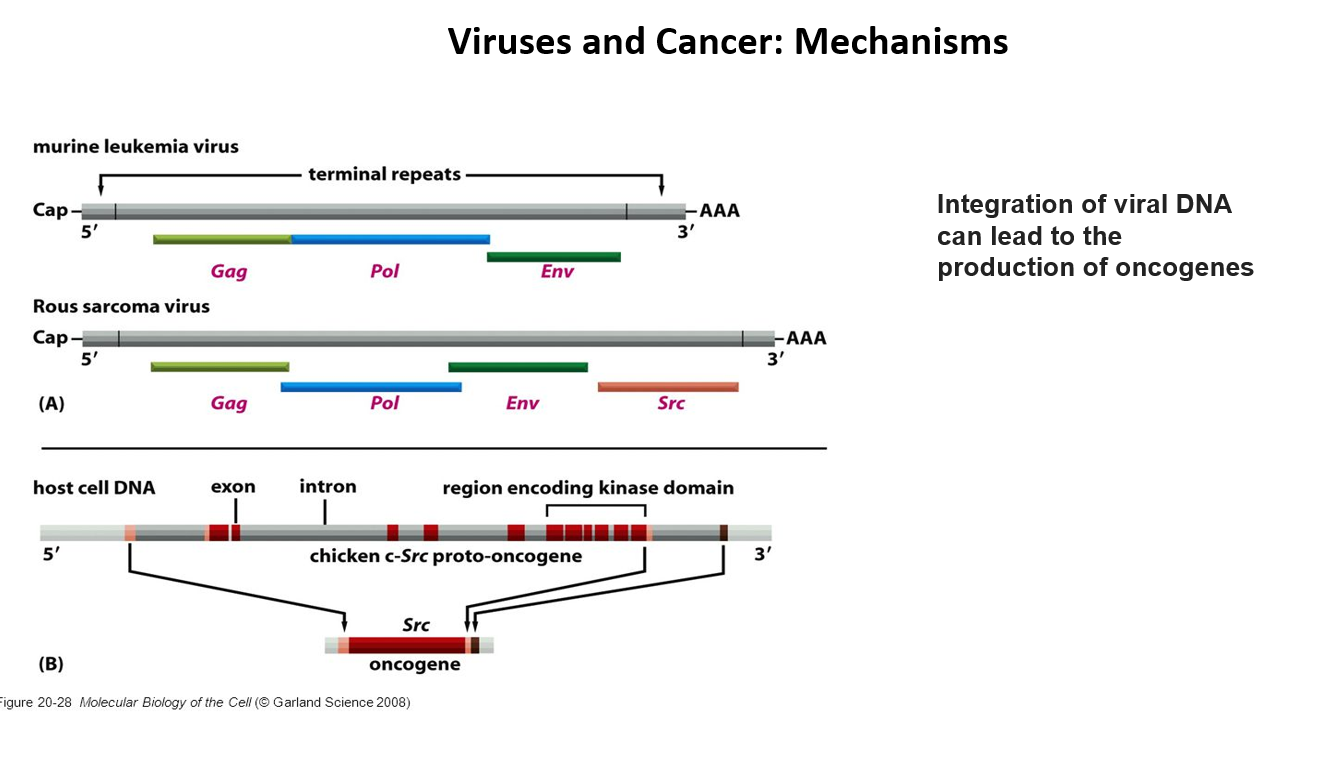 Viruses and Cancer: Mechanisms
murine leukemia virus
terminal repeats
Cap
AAA
5′
3′
Gag
Pol
Env
Integration of viral DNA
can lead to the
production of oncogenes
Rous sarcoma virus
Cap
AAA
5′
3′
(A)
Gag
Pol
Env
Src
host cell DNA
exon
intron
region encoding kinase domain
5′
chicken c-Src proto-oncogene
3′
Src
oncogene
(B)
Figure 20-28 Molecular Biology of the Cell (© Garland Science 2008)